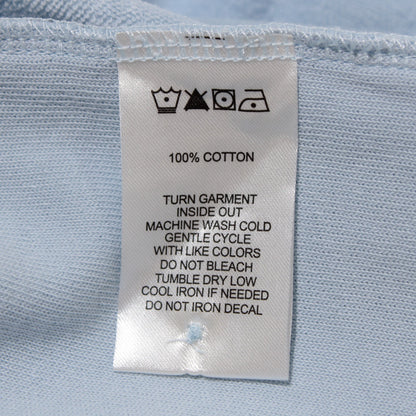 100% COTTON
TURN GARMENT
INSIDE OUT
MACHINE WASH COLD
GENTLE CYCLE
WITH LIKE COLORS
DO NOT BLEACH
TUMBLE DRY LOW
COOL IRON IF NEEDED
DO NOT IRON DECAL